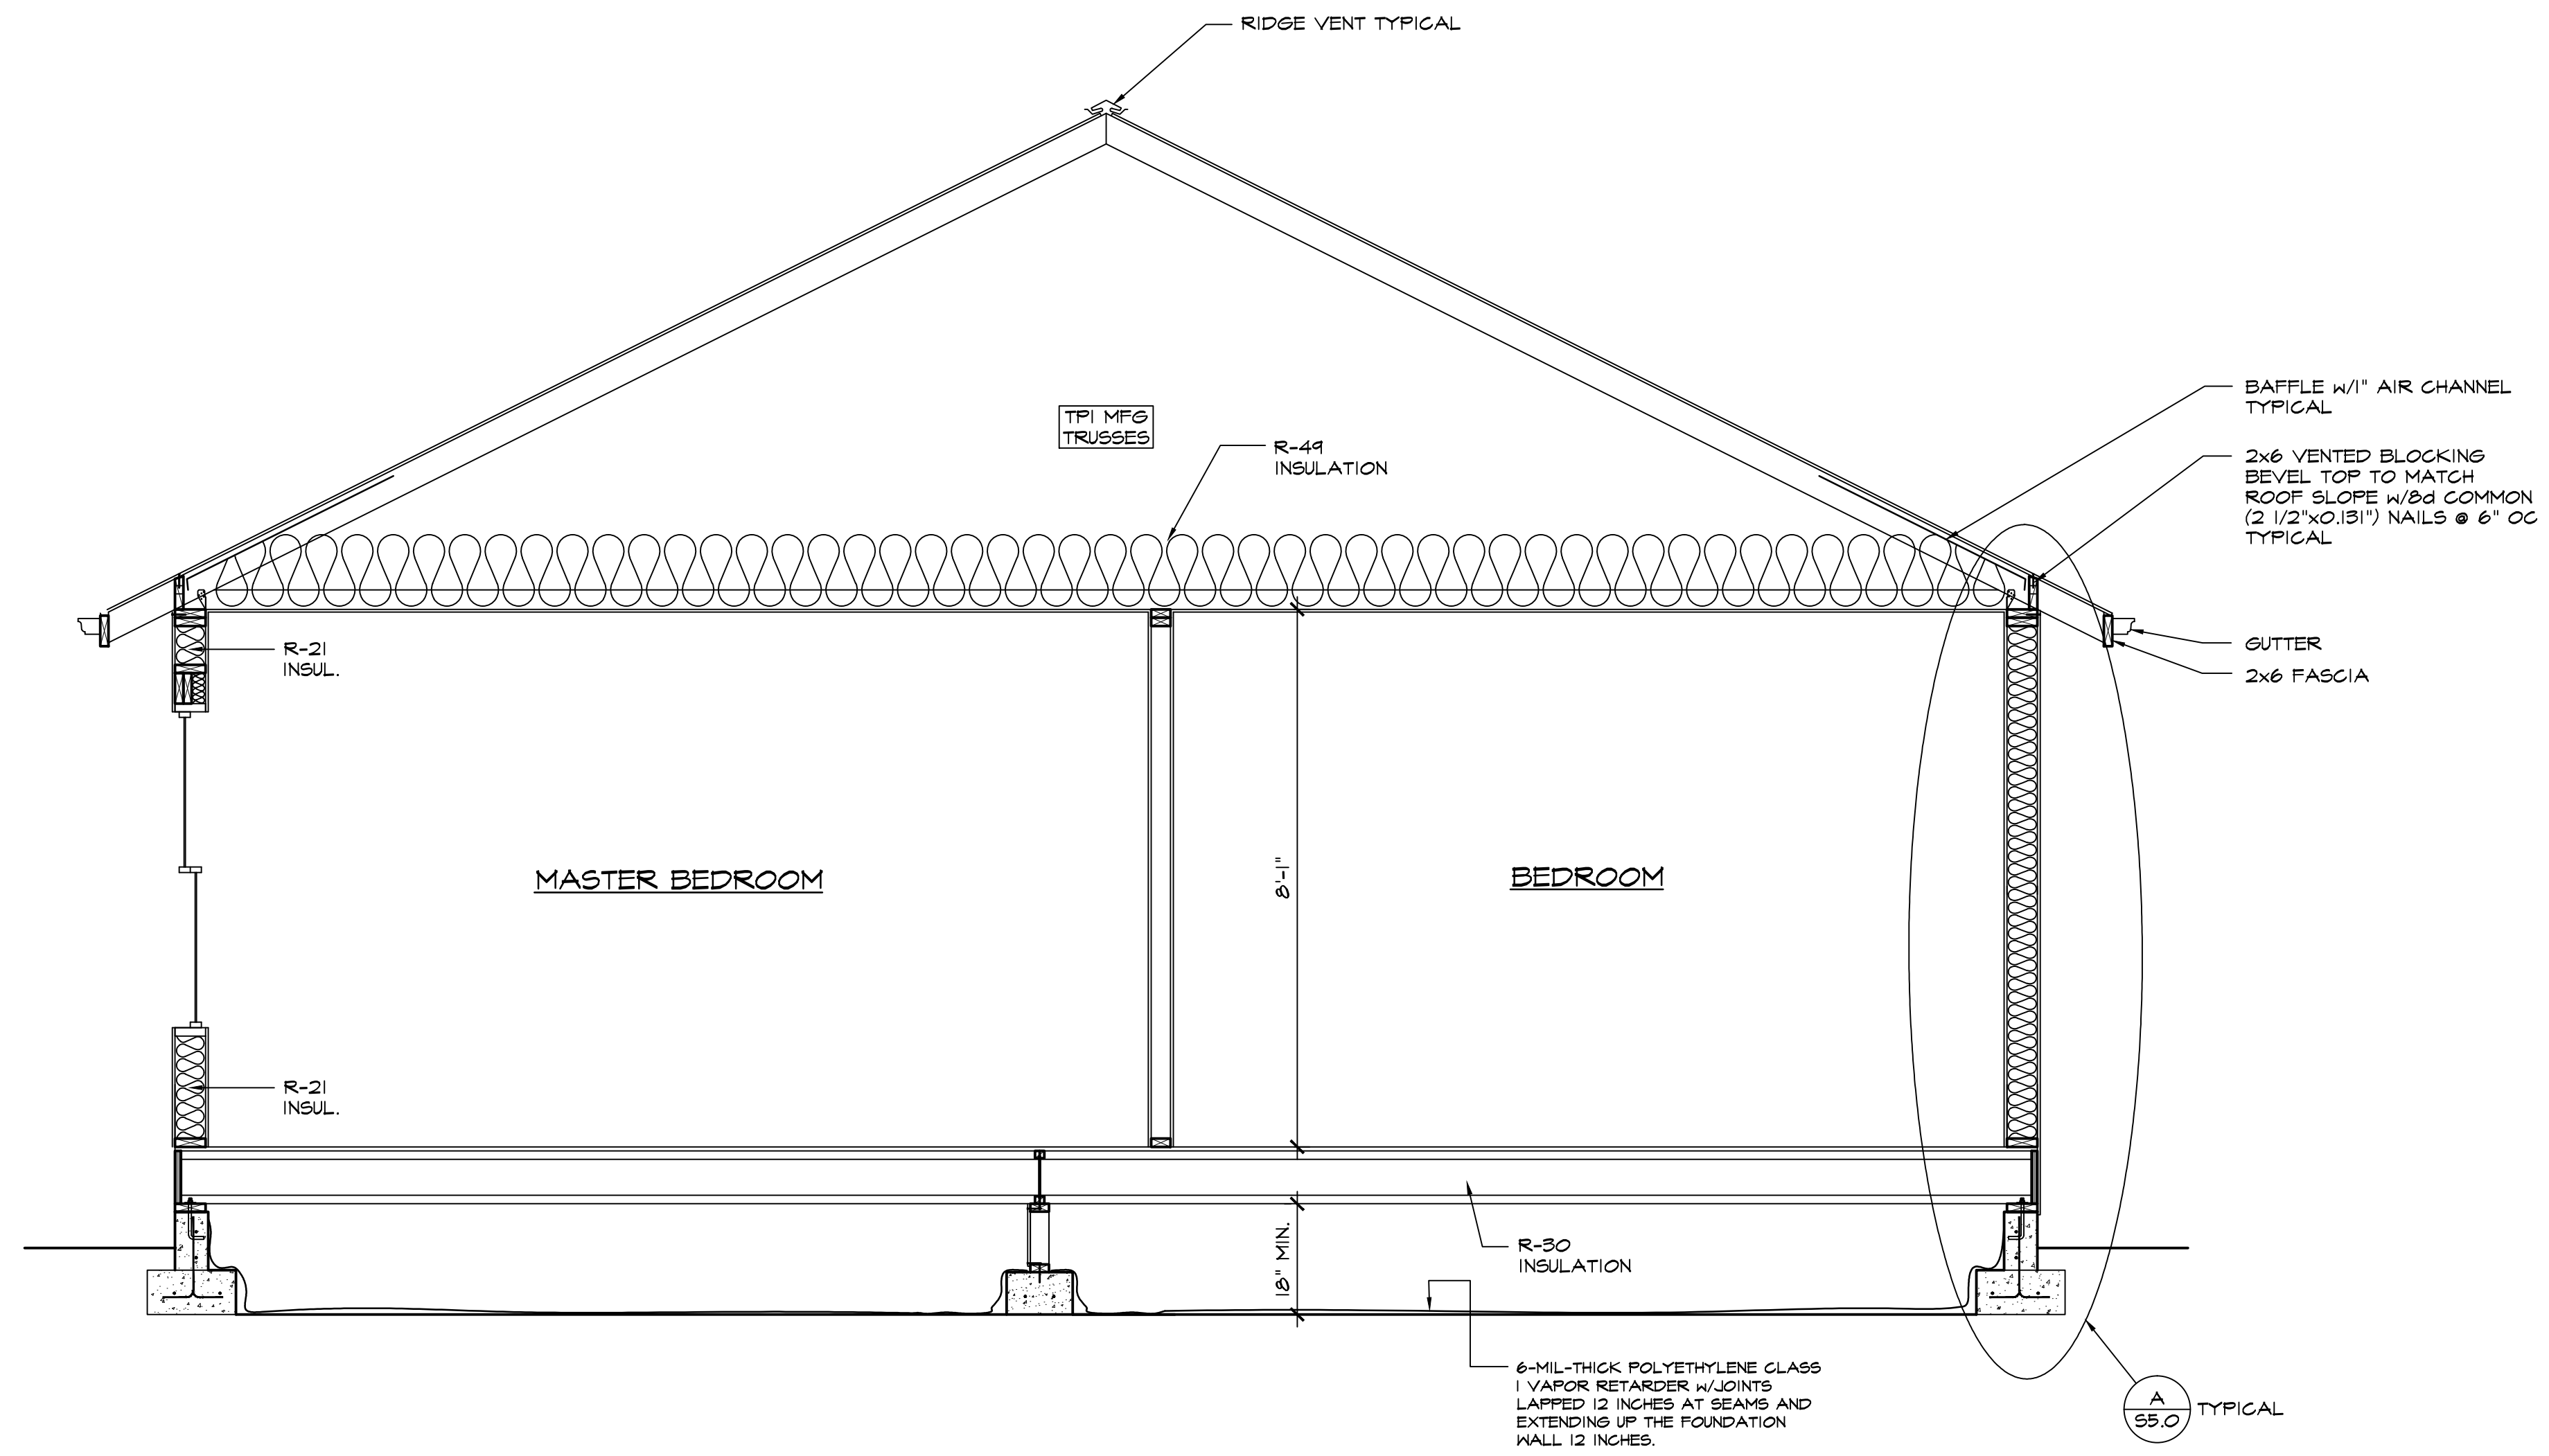 RIDGE VENT TYPICAL
BAFFLE w/1" AIR CHANNEL
TYPICAL
TPI MFG
TRUSSES
R-49
INSULATION
2x6 VENTED BLOCKING
BEVEL TOP TO MATCH
ROOF SLOPE w/8d COMMON
(2 1/2"x0.131") NAILS @ 6" OC
TYPICAL
R-21
INSUL.
GUTTER
2x6 FASCIA
MASTER BEDROOM
8'-1"
BEDROOM
R-21
INSUL.
18" MIN.
R-30
INSULATION
6-MIL-THICK POLYETHYLENE CLASS
1 VAPOR RETARDER w/JOINTS
LAPPED 12 INCHES AT SEAMS AND
EXTENDING UP THE FOUNDATION
WALL 12 INCHES.
A
S5.0
TYPICAL